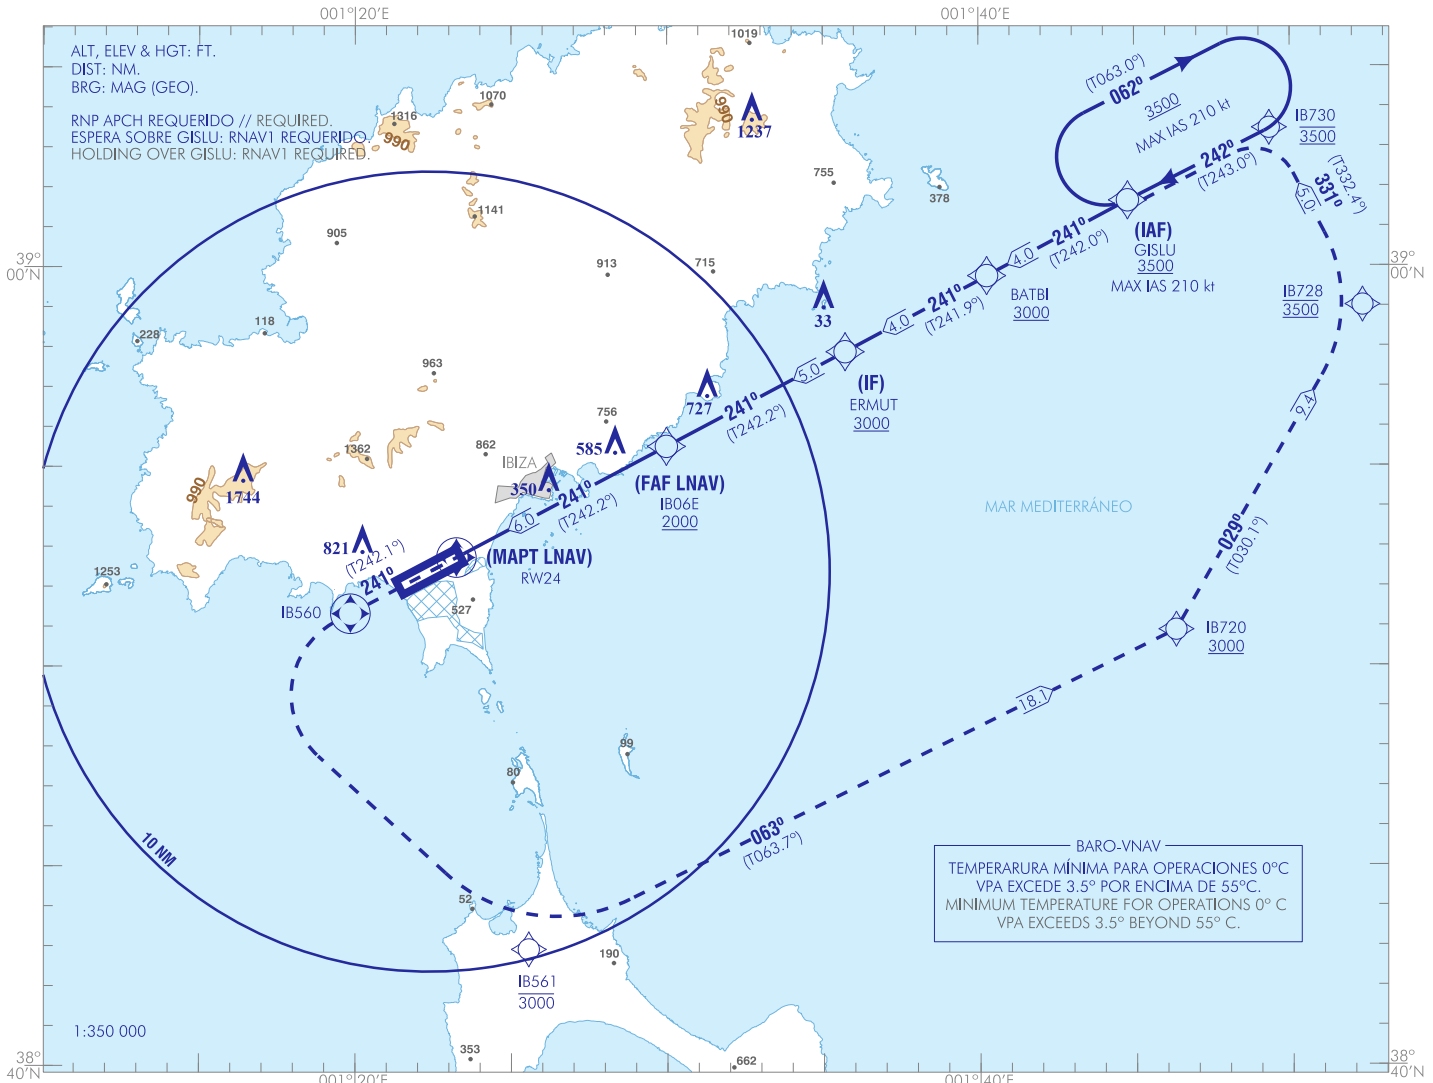 001°20'E
001°40'E
ALT, ELEV & HGT: FT.
DIST: NM.
BRG: MAG (GEO).
RNP APCH REQUERIDO // REQUIRED.
ESPERA SOBRE GISLU: RNAV1 REQUERIDO.
HOLDING OVER GISLU: RNAV1 REQUIRED.
1019
1070
1316
990
990
1237
(T063.0°)
062°
3500
MAX IAS 210 kt
IB730
3500
242°
(T243.0°)
(T332.4°)
331°
5.0
755
378
1141
905
913
715
39°
00'N
39°
00'N
(IAF)
GISLU
3500
MAX IAS 210 kt
241°
(T242.0°)
4.0
BATBI
3000
IB728
3500
241°
(T241.9°)
4.0
33
118
228
963
5.0
(IF)
ERMUT
3000
727
241°
(T242.2°)
9.4
756
585
862
1362
IBIZA
350
990
1744
(FAF LNAV)
IB06E
2000
241°
(T242.2°)
6.0
MAR MEDITERRÁNEO
029°
(T030.1°)
821
(T242.1°)
241°
(MAPT LNAV)
RW24
1253
IB560
527
IB720
3000
18.1
99
80
063°
(T063.7°)
10 NM
BARO-VNAV
TEMPERARURA MÍNIMA PARA OPERACIONES 0°C
VPA EXCEDE 3.5° POR ENCIMA DE 55°C.
MINIMUM TEMPERATURE FOR OPERATIONS 0° C
VPA EXCEEDS 3.5° BEYOND 55° C.
52
190
IB561
3000
1:350 000
353
662
38°
40'N
38°
40'N
001°20'E
001°40'E